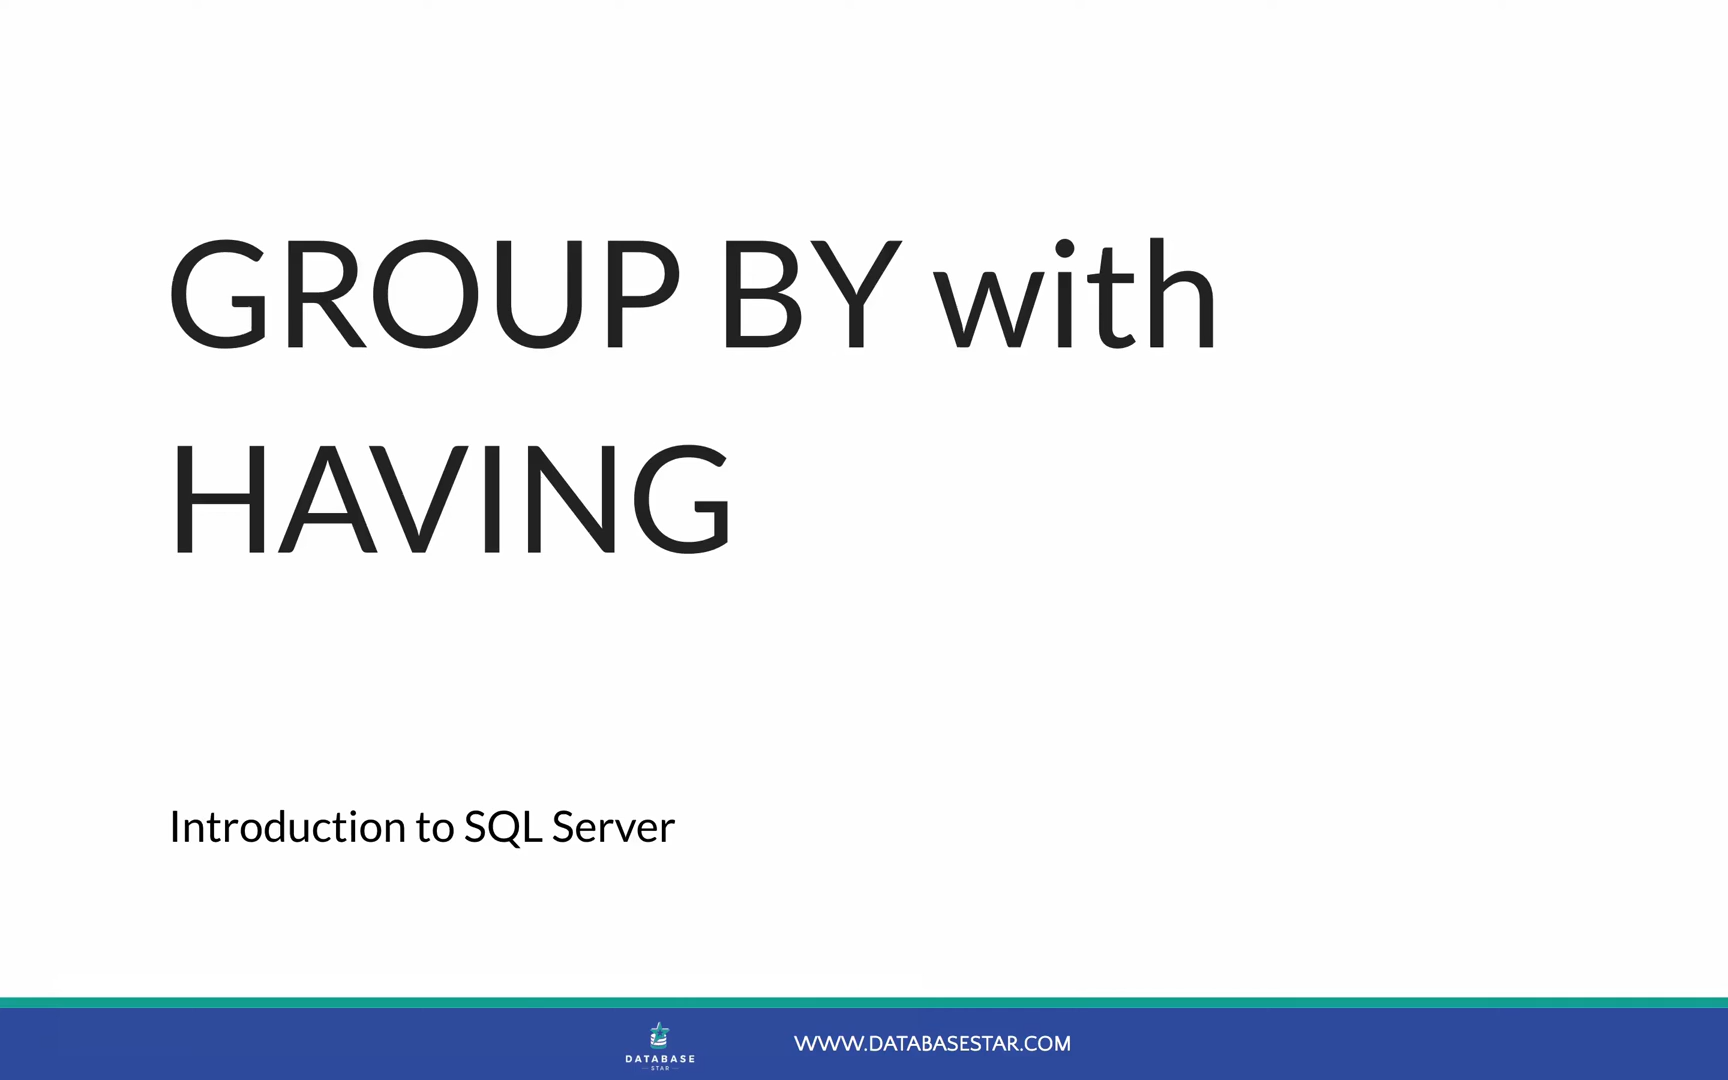 GROUP BY with
HAVING
Introduction to SQL Server
DATABASE
STAR
WWW.DATABASESTAR.COM